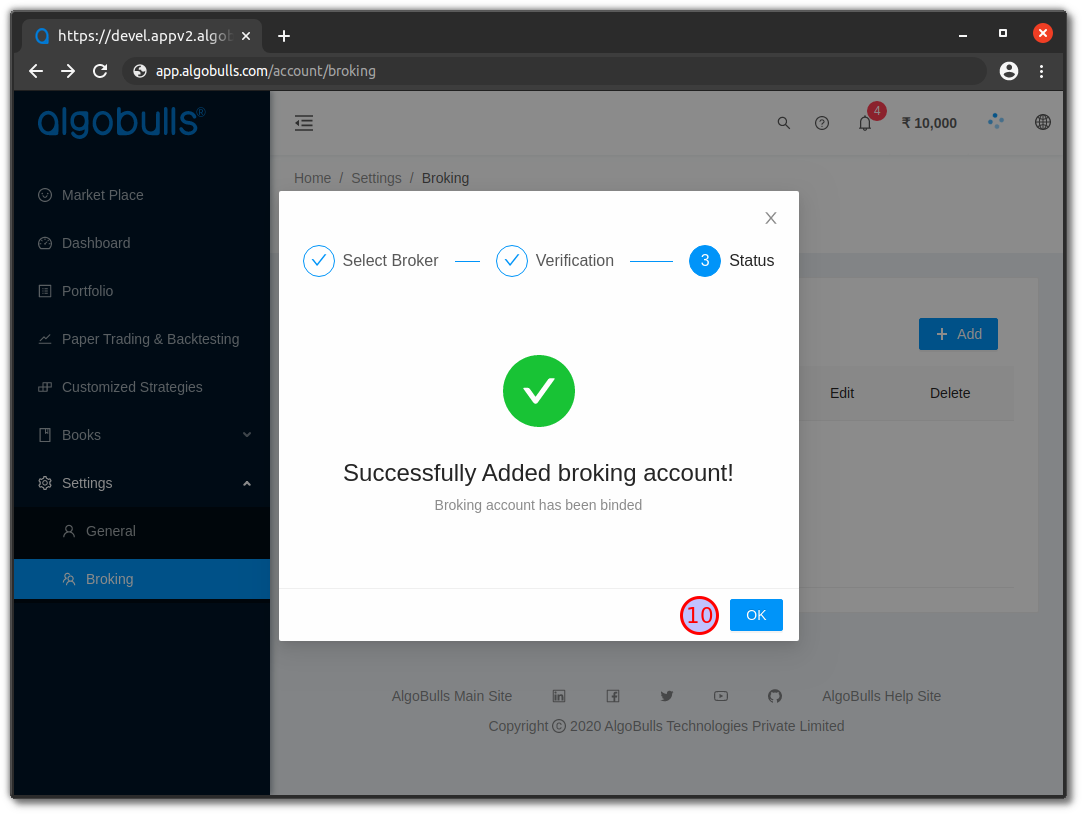 https://devel.appv2.algo
app.algobulls.com/account/broking
algobulls®
4
₹ 10,000
Home / Settings / Broking
Market Place
Dashboard
Portfolio
Paper Trading & Backtesting
Customized Strategies
Books
Settings
General
Broking
Select Broker
Verification
3 Status
+ Add
Edit
Delete
Successfully Added broking account!
Broking account has been binded
10
OK
AlgoBulls Main Site
AlgoBulls Help Site
Copyright © 2020 AlgoBulls Technologies Private Limited